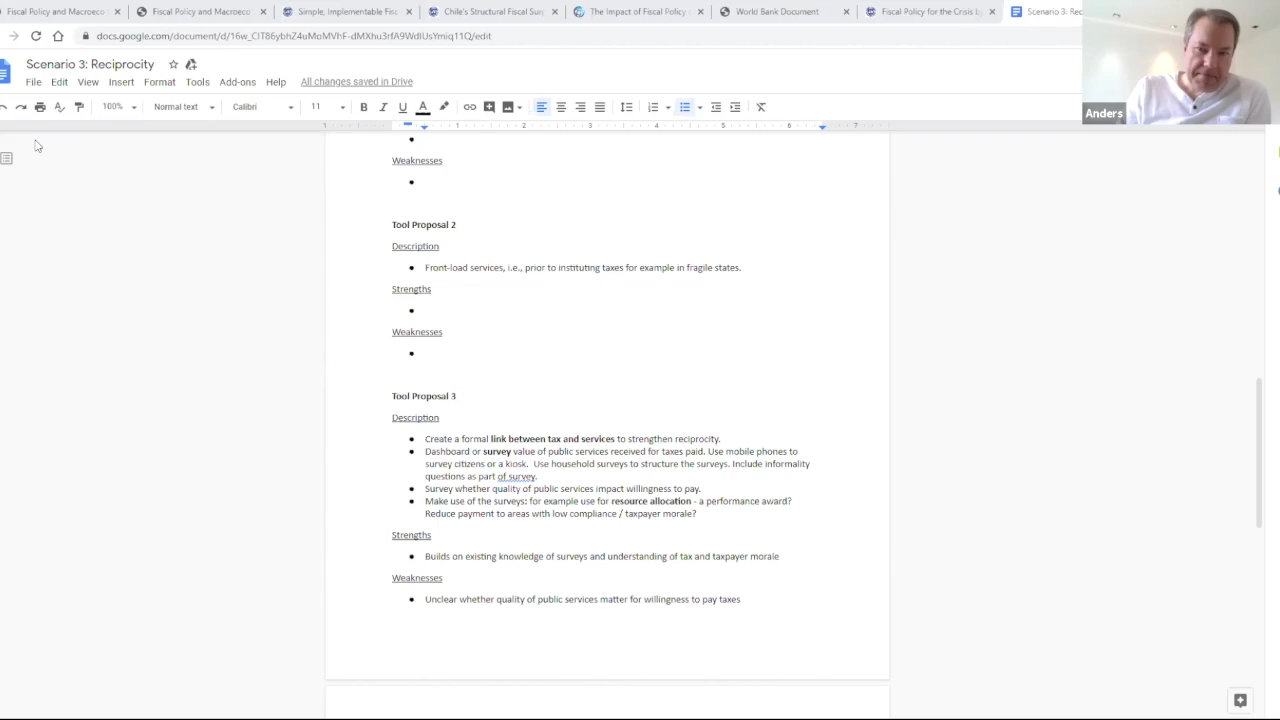 Fiscal Policy and Macroeco
Fiscal Policy and Macroeco
Simple, Implementable Fisc
Chile's Structural Fiscal Sur
The Impact of Fiscal Policy
World Bank Document
Fiscal Policy for the Crisis b
Scenario 3: Rec
docs.google.com/document/d/16w_CIT86ybhZ4uMoMVhF-dMXhu3rfA9WdIUsYmiq11Q/edit
Scenario 3: Reciprocity
File Edit View Insert Format Tools Add-ons Help All changes saved in Drive
100% Normal text Calibri 11 B I U A
1 1 2 3 4 5 6 7
Anders
Weaknesses
Tool Proposal 2
Description
• Front-load services, i.e., prior to instituting taxes for example in fragile states.
Strengths
Weaknesses
Tool Proposal 3
Description
• Create a formal link between tax and services to strengthen reciprocity.
• Dashboard or survey value of public services received for taxes paid. Use mobile phones to
survey citizens or a kiosk. Use household surveys to structure the surveys. Include informality
questions as part of survey.
• Survey whether quality of public services impact willingness to pay.
• Make use of the surveys: for example use for resource allocation - a performance award?
Reduce payment to areas with low compliance / taxpayer morale?
Strengths
• Builds on existing knowledge of surveys and understanding of tax and taxpayer morale
Weaknesses
• Unclear whether quality of public services matter for willingness to pay taxes